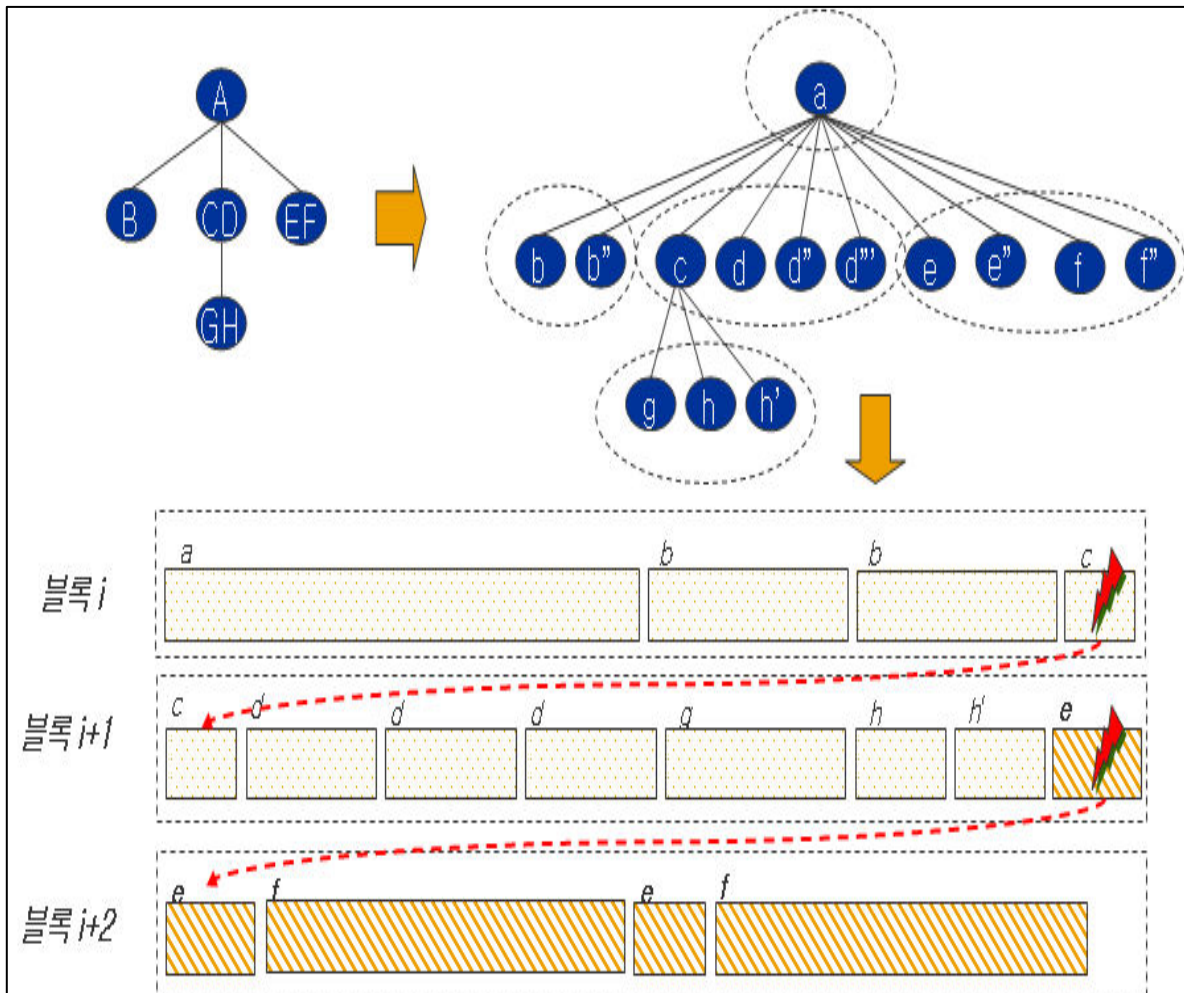 A
B CD EF
GH
a
b b" c d d" d"' e e" f f"
g h h'
블록 i
a b b c
블록 i+1
c d d d g h h' e
블록 i+2
e f e f